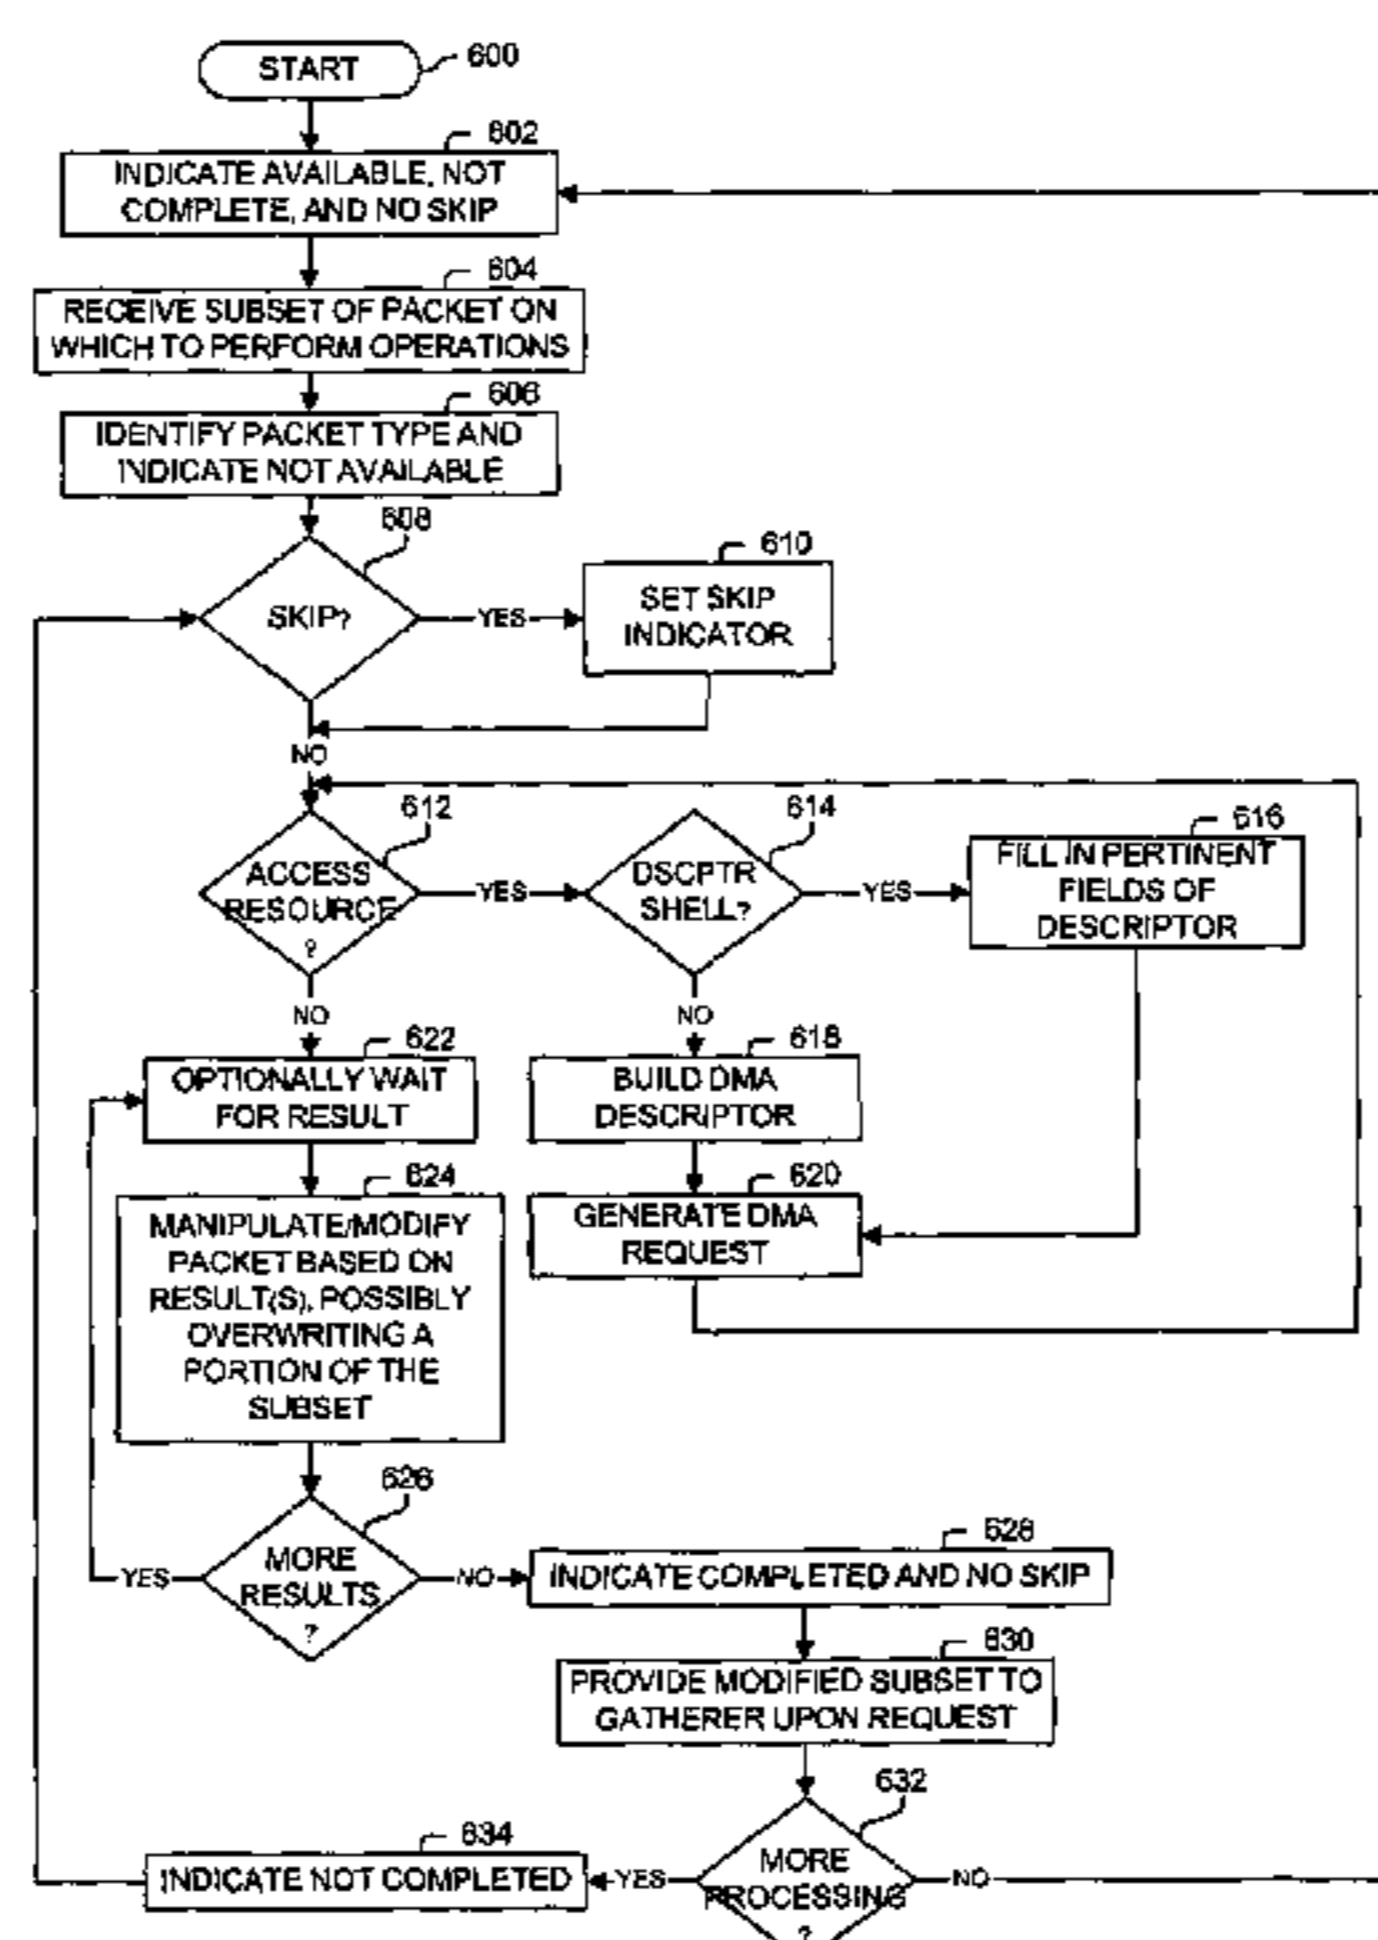 START
600
602
INDICATE AVAILABLE, NOT
COMPLETE, AND NO SKIP
604
RECEIVE SUBSET OF PACKET ON
WHICH TO PERFORM OPERATIONS
606
IDENTIFY PACKET TYPE AND
INDICATE NOT AVAILABLE
608
SKIP?
YES
610
SET SKIP
INDICATOR
NO
612
ACCESS
RESOURCE
?
YES
614
DSCPTR
SHELL?
YES
616
FILL IN PERTINENT
FIELDS OF
DESCRIPTOR
NO
NO
622
OPTIONALLY WAIT
FOR RESULT
618
BUILD DMA
DESCRIPTOR
624
MANIPULATE/MODIFY
PACKET BASED ON
RESULT(S), POSSIBLY
OVERWRITING A
PORTION OF THE
SUBSET
620
GENERATE DMA
REQUEST
626
MORE
RESULTS
?
YES
NO
628
INDICATE COMPLETED AND NO SKIP
630
PROVIDE MODIFIED SUBSET TO
GATHERER UPON REQUEST
632
MORE
PROCESSING
?
YES
NO
634
INDICATE NOT COMPLETED